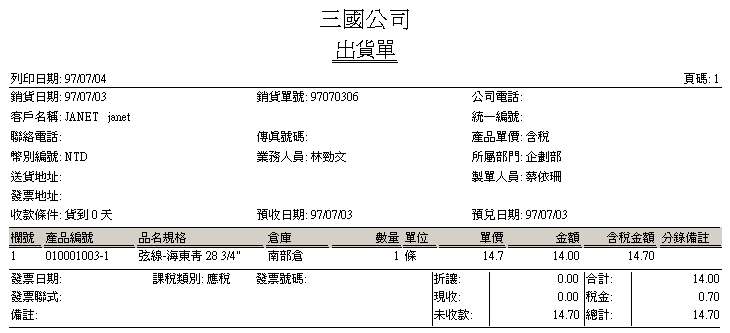 三國公司
出貨單
列印日期: 97/07/04 頁碼: 1
銷貨日期: 97/07/03 銷貨單號: 97070306 公司電話:
客戶名稱: JANET janet 統一編號:
聯絡電話: 傳真號碼: 產品單價: 含稅
幣別編號: NTD 業務人員: 林勁文 所屬部門: 企劃部
送貨地址: 製單人員: 蔡依珊
發票地址:
收款條件: 貨到 0 天 預收日期: 97/07/03 預兌日期: 97/07/03
欄號 產品編號 品名規格 倉庫 數量 單位 單價 金額 含稅金額 分錄備註
1 010001003-1 弦線-海東青 28 3/4" 南部倉 1 條 14.7 14.00 14.70
發票日期: 課稅類別: 應稅 發票號碼: 折讓: 0.00 合計: 14.00
發票聯式: 現收: 0.00 稅金: 0.70
備註: 未收款: 14.70 總計: 14.70